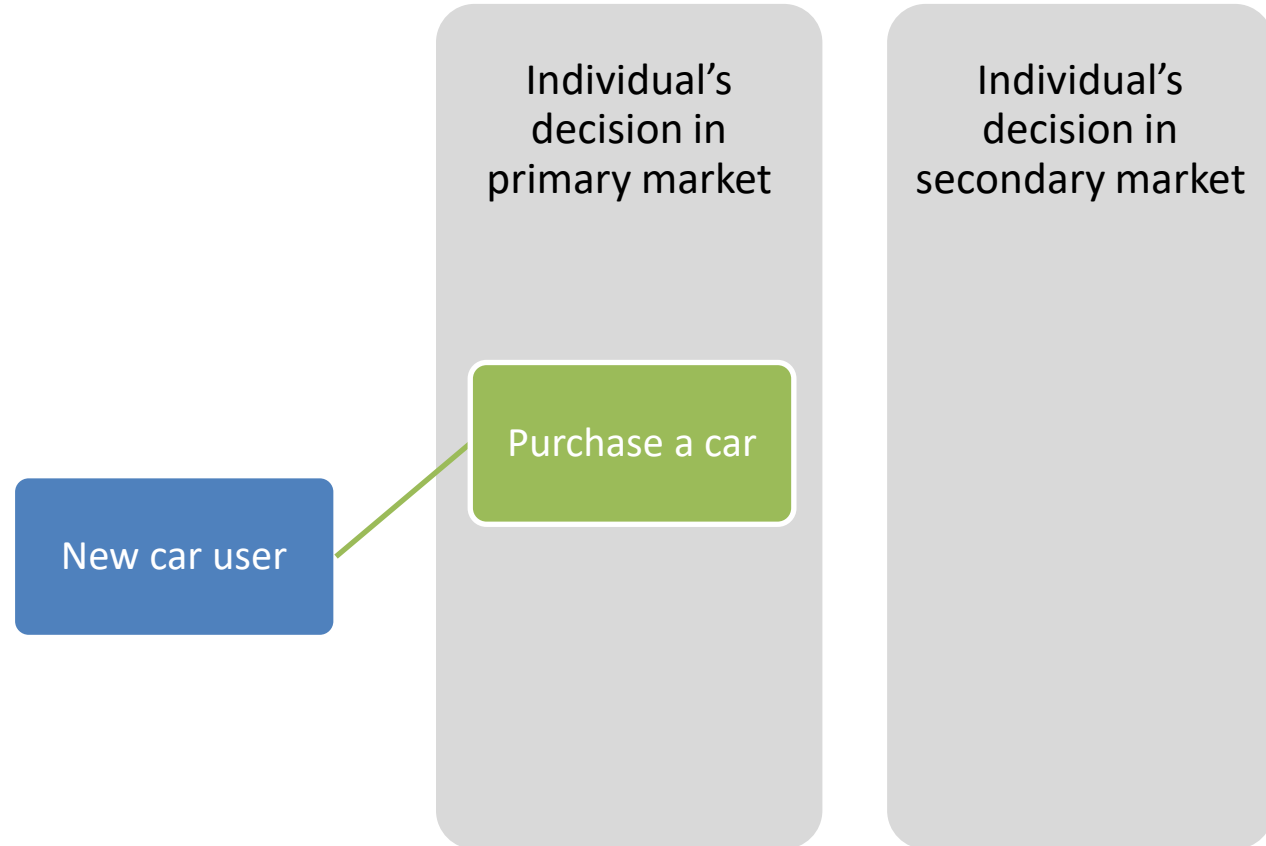 Individual’s
decision in
primary market
Individual’s
decision in
secondary market
Purchase a car
New car user